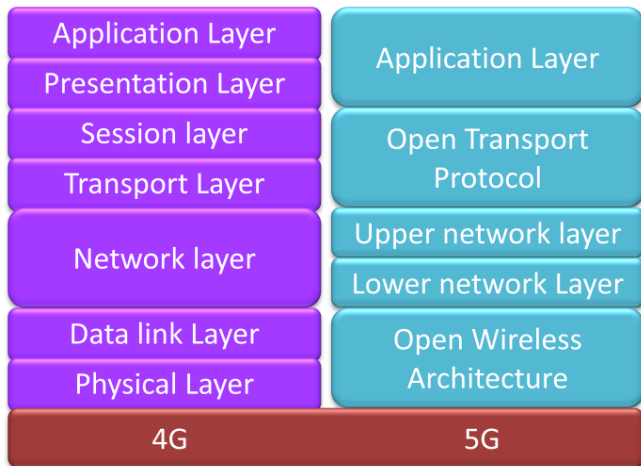 Application Layer
Presentation Layer
Session layer
Transport Layer
Network layer
Data link Layer
Physical Layer
4G
Application Layer
Open Transport
Protocol
Upper network layer
Lower network Layer
Open Wireless
Architecture
5G